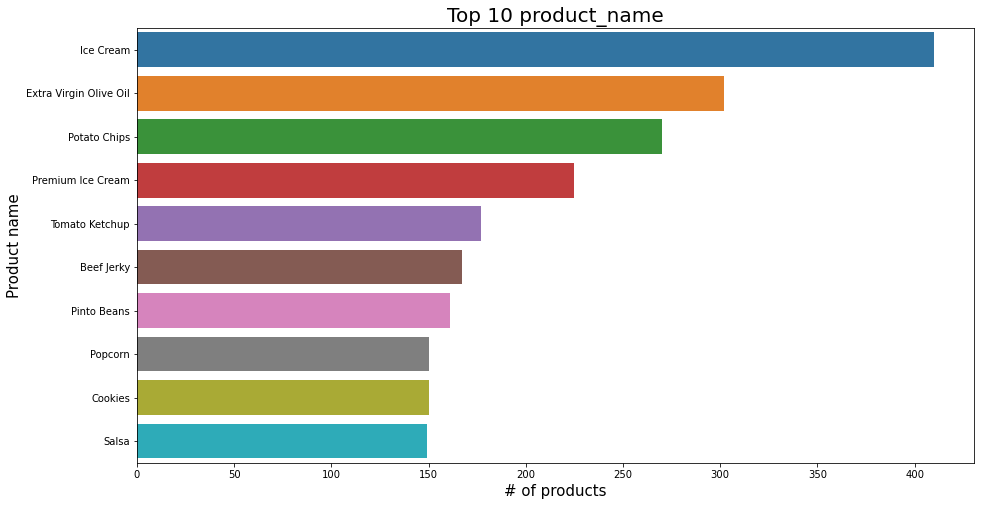 Top 10 product_name
Product name
Ice Cream
Extra Virgin Olive Oil
Potato Chips
Premium Ice Cream
Tomato Ketchup
Beef Jerky
Pinto Beans
Popcorn
Cookies
Salsa
0 50 100 150 200 250 300 350 400
# of products